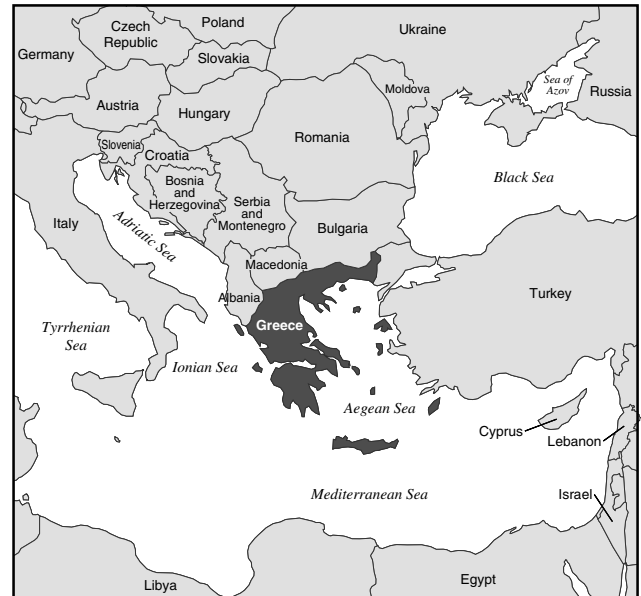 Poland
Ukraine
Czech
Republic
Germany
Slovakia
Sea of
Azov
Russia
Moldova
Austria
Hungary
Romania
Slovenia
Croatia
Black Sea
Bosnia
and
Herzegovina
Serbia
and
Montenegro
Italy
Adriatic Sea
Bulgaria
Macedonia
Albania
Turkey
Greece
Tyrrhenian
Sea
Ionian Sea
Aegean Sea
Cyprus
Lebanon
Mediterranean Sea
Israel
Libya
Egypt